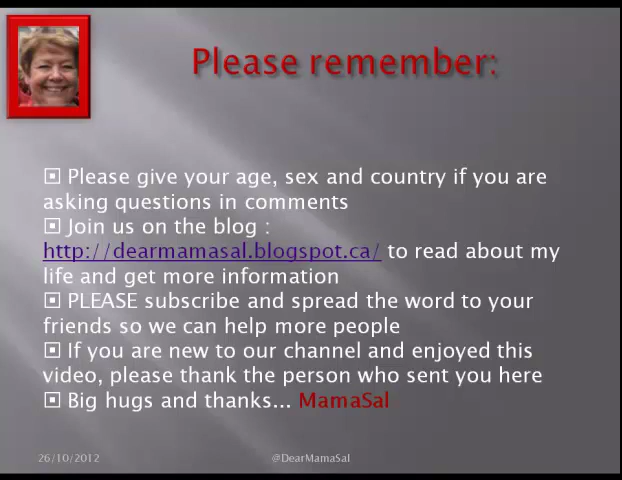 Please remember:
▣ Please give your age, sex and country if you are
asking questions in comments
▣ Join us on the blog :
http://dearmamasal.blogspot.ca/ to read about my
life and get more information
▣ PLEASE subscribe and spread the word to your
friends so we can help more people
▣ If you are new to our channel and enjoyed this
video, please thank the person who sent you here
▣ Big hugs and thanks... MamaSal
26/10/2012 @DearMamaSal